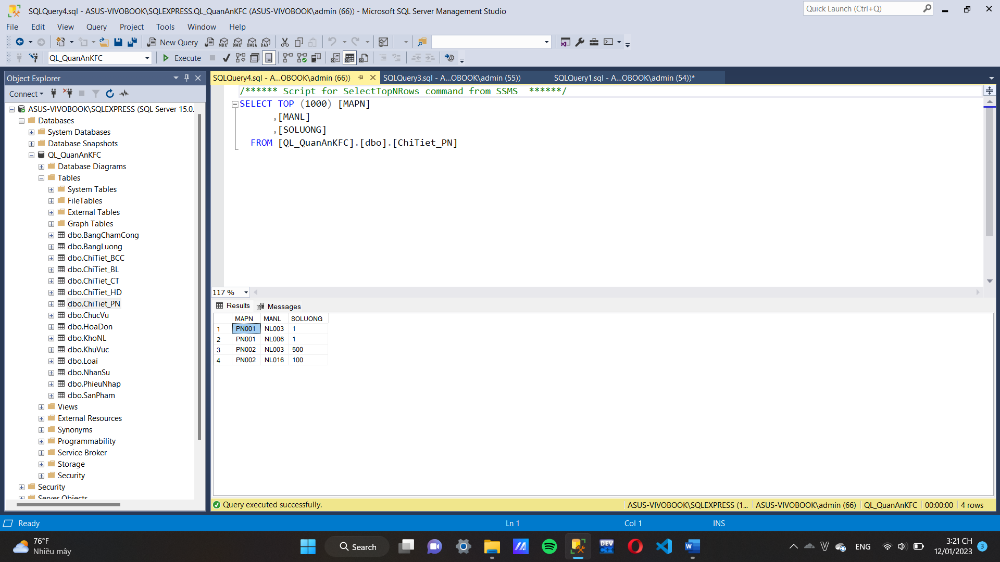 SQLQuery4.sql - ASUS-VIVOBOOK\SQLEXPRESS.QL_QuanAnKFC (ASUS-VIVOBOOK\admin (66)) - Microsoft SQL Server Management Studio
Quick Launch (Ctrl+Q)
File Edit View Query Project Tools Window Help
New Query MDX DMX XMLA DAX
QL_QuanAnKFC Execute
Object Explorer
Connect
ASUS-VIVOBOOK\SQLEXPRESS (SQL Server 15.0.
Databases
System Databases
Database Snapshots
QL_QuanAnKFC
Database Diagrams
Tables
System Tables
FileTables
External Tables
Graph Tables
dbo.BangChamCong
dbo.BangLuong
dbo.ChiTiet_BCC
dbo.ChiTiet_BL
dbo.ChiTiet_CT
dbo.ChiTiet_HD
dbo.ChiTiet_PN
dbo.ChucVu
dbo.HoaDon
dbo.KhoNL
dbo.KhuVuc
dbo.Loai
dbo.NhanSu
dbo.PhieuNhap
dbo.SanPham
Views
External Resources
Synonyms
Programmability
Service Broker
Storage
Security
Security
Server Objects
SQLQuery4.sql - A...OBOOK\admin (66)) SQLQuery3.sql - A...OBOOK\admin (55)) SQLQuery1.sql - A...OBOOK\admin (54))*
/****** Script for SelectTopNRows command from SSMS ******/
SELECT TOP (1000) [MAPN]
,[MANL]
,[SOLUONG]
FROM [QL_QuanAnKFC].[dbo].[ChiTiet_PN]
117 %
Results Messages
MAPN MANL SOLUONG
1 PN001 NL003 1
2 PN001 NL006 1
3 PN002 NL003 500
4 PN002 NL016 100
Query executed successfully. ASUS-VIVOBOOK\SQLEXPRESS (1... ASUS-VIVOBOOK\admin (66) QL_QuanAnKFC 00:00:00 4 rows
Ready Ln 1 Col 1 INS
76°F
Nhiều mây
Search
DEV C++
ENG
3:21 CH
12/01/2023
3